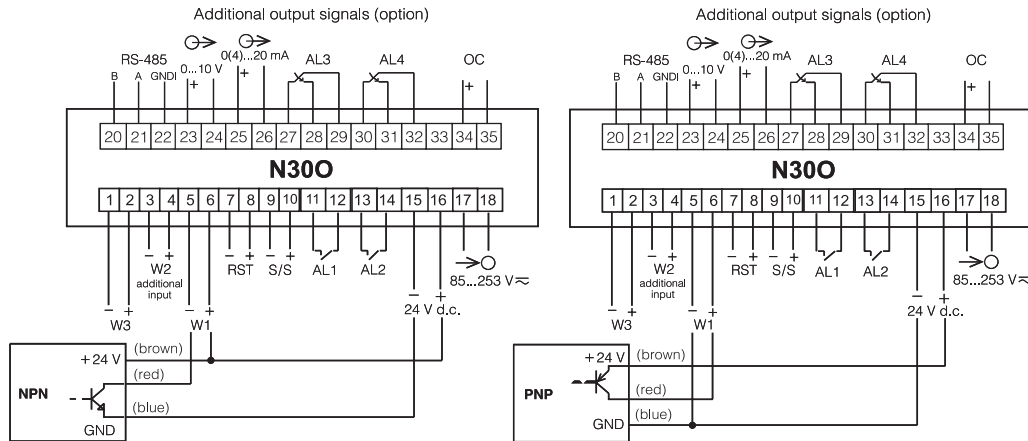 Additional output signals (option)
RS-485 0...10 V 0(4)...20 mA AL3 AL4 OC
B A GNDI + + +
20 21 22 23 24 25 26 27 28 29 30 31 32 33 34 35
N30O
1 2 3 4 5 6 7 8 9 10 11 12 13 14 15 16 17 18
− + − + − + − + − + − +
W3 W2 additional input W1 RST S/S AL1 AL2 24 V d.c. 85...253 V
+24 V (brown)
(red)
NPN
(blue)
GND
Additional output signals (option)
RS-485 0...10 V 0(4)...20 mA AL3 AL4 OC
B A GNDI + + +
20 21 22 23 24 25 26 27 28 29 30 31 32 33 34 35
N30O
1 2 3 4 5 6 7 8 9 10 11 12 13 14 15 16 17 18
− + − + − + − + − + − +
W3 W2 additional input W1 RST S/S AL1 AL2 24 V d.c. 85...253 V
+24 V (brown)
PNP
(red)
(blue)
GND